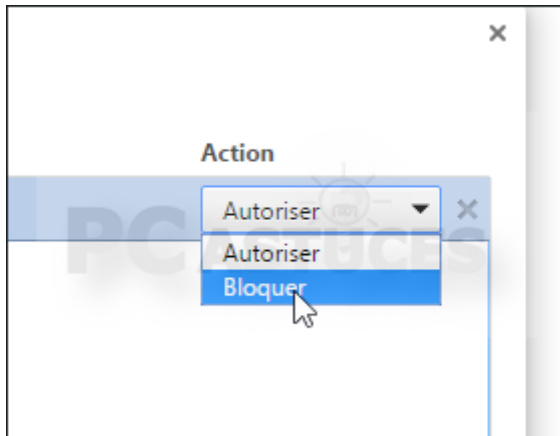 Action
Autoriser
Autoriser
Bloquer
PC ASTUCES